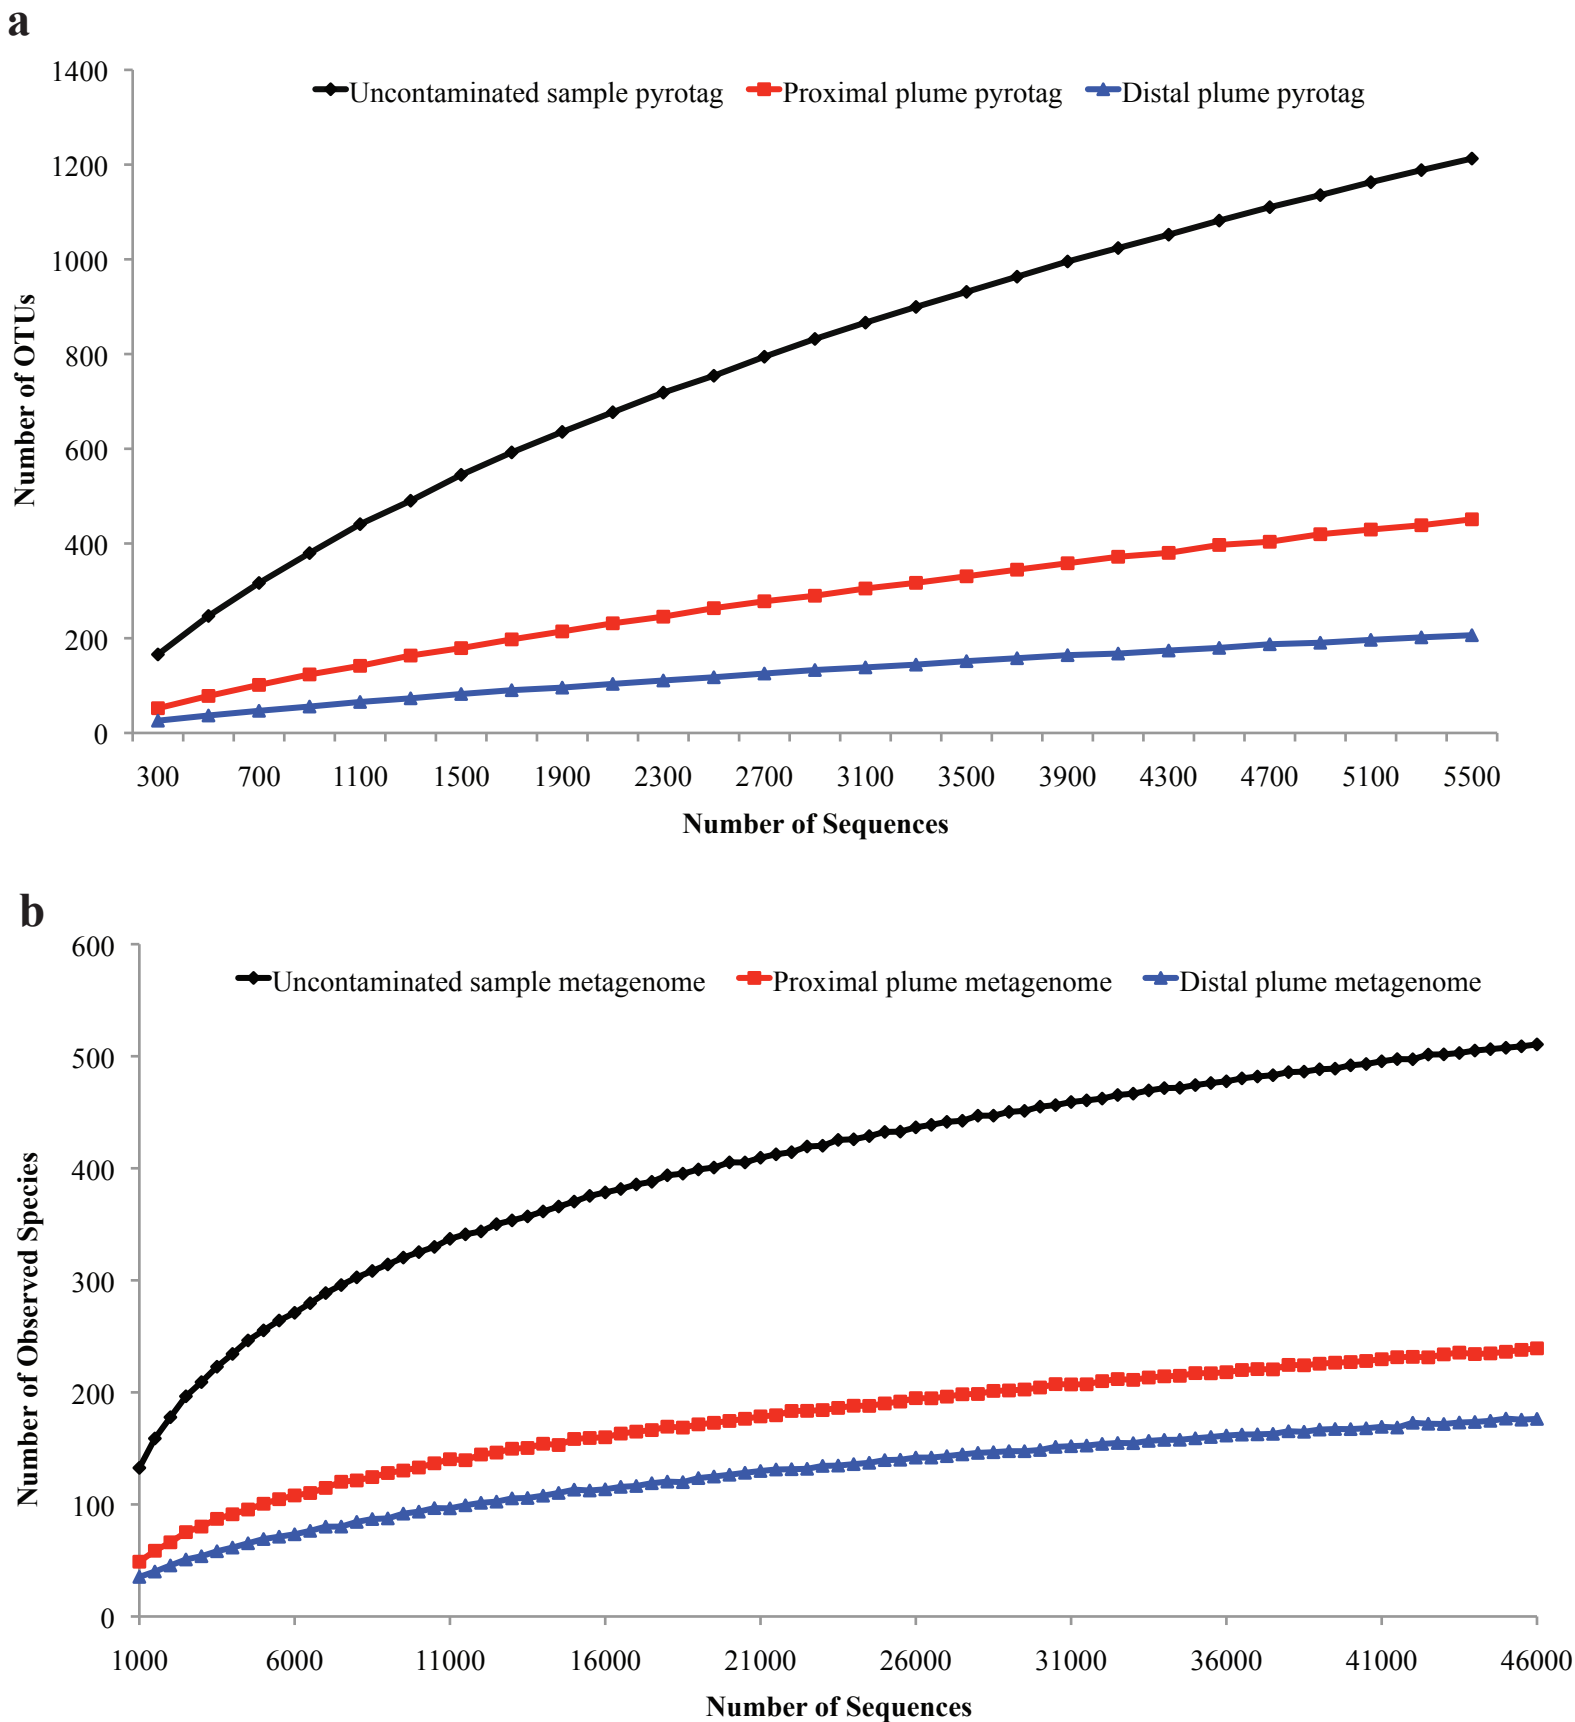 a
1400
Uncontaminated sample pyrotag Proximal plume pyrotag Distal plume pyrotag
1200
1000
800
600
400
200
0
Number of OTUs
300 700 1100 1500 1900 2300 2700 3100 3500 3900 4300 4700 5100 5500
Number of Sequences
b
600
Uncontaminated sample metagenome Proximal plume metagenome Distal plume metagenome
500
400
300
200
100
0
Number of Observed Species
1000 6000 11000 16000 21000 26000 31000 36000 41000 46000
Number of Sequences